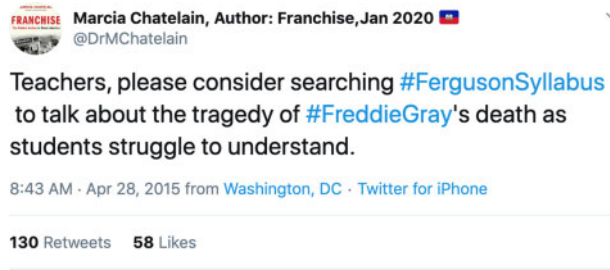 FRANCHISE
Marcia Chatelain, Author: Franchise,Jan 2020 🇭🇹
@DrMChatelain
Teachers, please consider searching #FergusonSyllabus
to talk about the tragedy of #FreddieGray's death as
students struggle to understand.
8:43 AM · Apr 28, 2015 from Washington, DC · Twitter for iPhone
130 Retweets 58 Likes